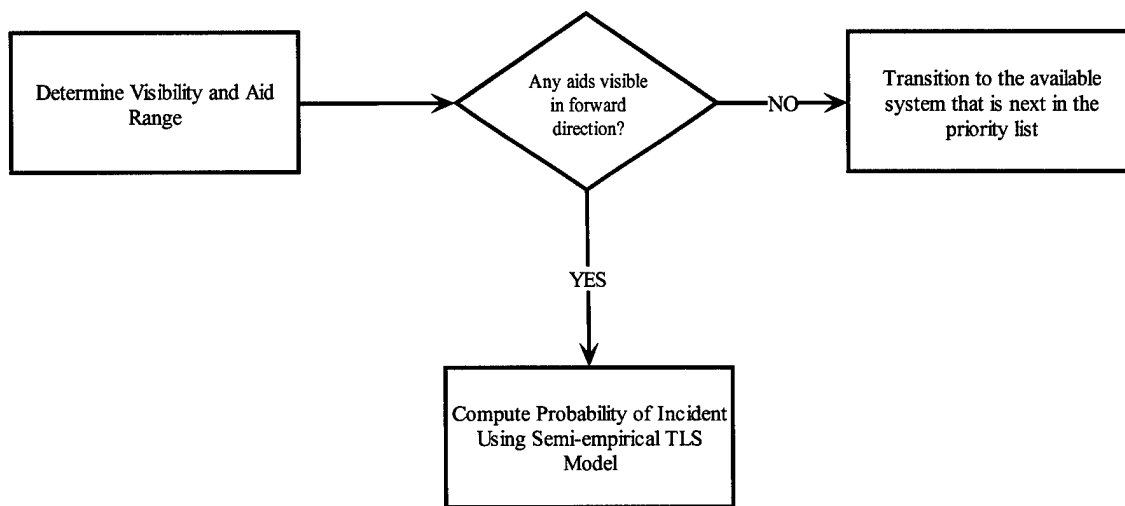 Determine Visibility and Aid
Range
Any aids visible
in forward
direction?
NO
Transition to the available
system that is next in the
priority list
YES
Compute Probability of Incident
Using Semi-empirical TLS
Model